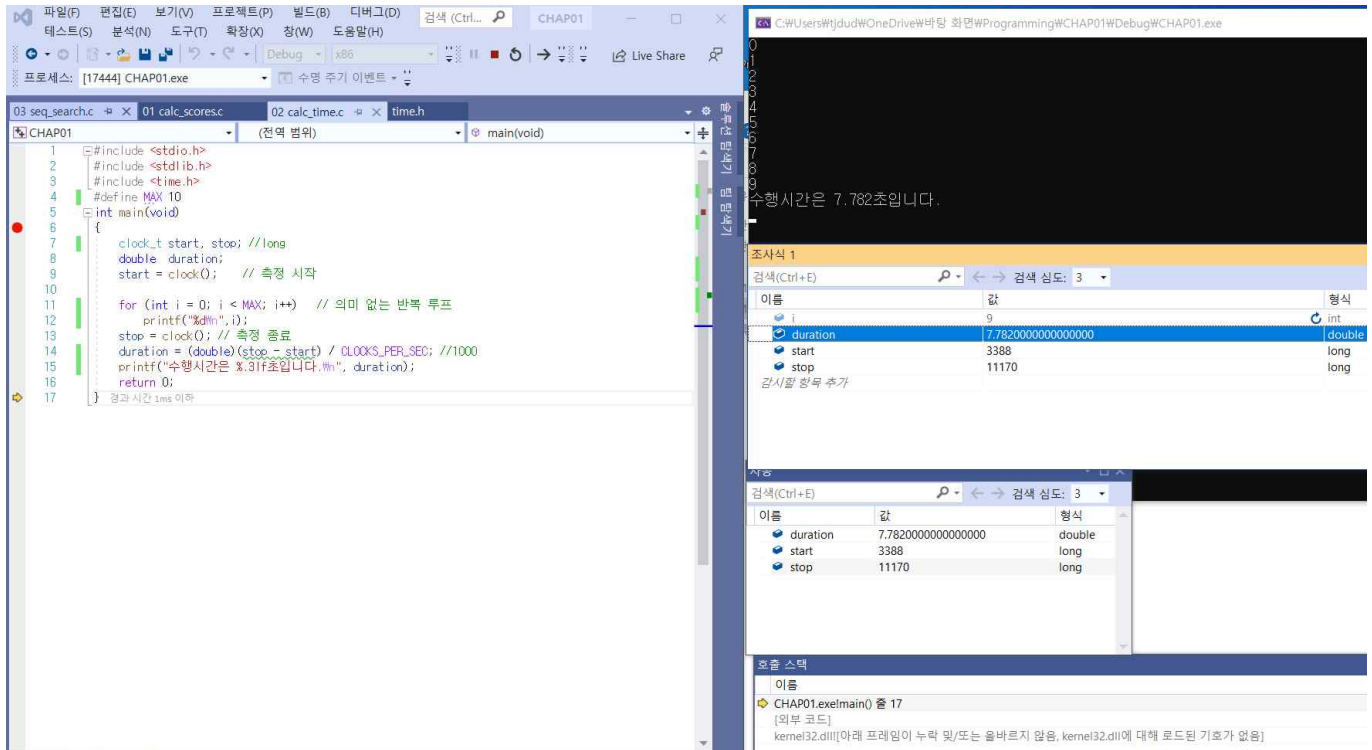 파일(F) 편집(E) 보기(V) 프로젝트(P) 빌드(B) 디버그(D) 검색 (Ctrl... CHAP01
테스트(S) 분석(N) 도구(T) 확장(X) 창(W) 도움말(H)
Debug x86 Live Share
프로세스: [17444] CHAP01.exe 수명 주기 이벤트
03 seq_search.c 01 calc_scores.c 02 calc_time.c time.h
CHAP01 (전역 범위) main(void)
1 #include <stdio.h>
2 #include <stdlib.h>
3 #include <time.h>
4 #define MAX 10
5 int main(void)
6 {
7 clock_t start, stop; //long
8 double duration;
9 start = clock(); // 측정 시작
10
11 for (int i = 0; i < MAX; i++) // 의미 없는 반복 루프
12 printf("%d₩n",i);
13 stop = clock(); // 측정 종료
14 duration = (double)(stop - start) / CLOCKS_PER_SEC; //1000
15 printf("수행시간은 %.3lf초입니다.₩n", duration);
16 return 0;
17 } 경과 시간 1ms 이하
솔루션 탐색기
팀 탐색기
C:₩Users₩tjdud₩OneDrive₩바탕 화면₩Programming₩CHAP01₩Debug₩CHAP01.exe
0
1
2
3
4
5
6
7
8
9
수행시간은 7.782초입니다.
조사식 1
검색(Ctrl+E) 검색 심도: 3
이름 값 형식
i 9 int
duration 7.7820000000000000 double
start 3388 long
stop 11170 long
감시할 항목 추가
자동
검색(Ctrl+E) 검색 심도: 3
이름 값 형식
duration 7.7820000000000000 double
start 3388 long
stop 11170 long
호출 스택
이름
CHAP01.exe!main() 줄 17
[외부 코드]
kernel32.dll![아래 프레임이 누락 및/또는 올바르지 않음, kernel32.dll에 대해 로드된 기호가 없음]